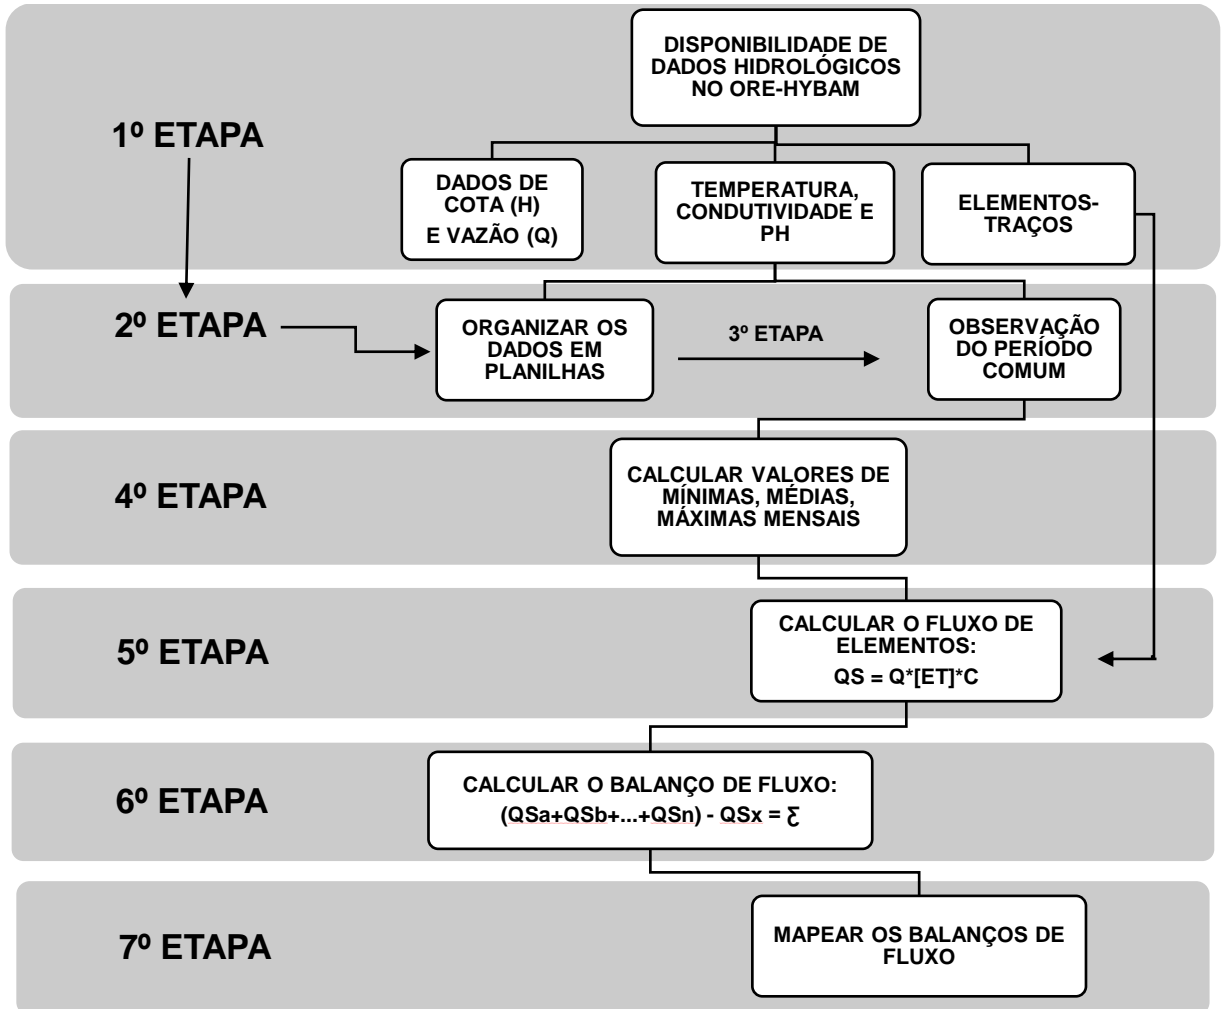 DISPONIBILIDADE DE
DADOS HIDROLÓGICOS
NO ORE-HYBAM
1º ETAPA
DADOS DE
COTA (H)
E VAZÃO (Q)
TEMPERATURA,
CONDUTIVIDADE E
PH
ELEMENTOS-
TRAÇOS
2º ETAPA
ORGANIZAR OS
DADOS EM
PLANILHAS
3º ETAPA
OBSERVAÇÃO
DO PERÍODO
COMUM
4º ETAPA
CALCULAR VALORES DE
MÍNIMAS, MÉDIAS,
MÁXIMAS MENSAIS
5º ETAPA
CALCULAR O FLUXO DE
ELEMENTOS:
QS = Q*[ET]*C
6º ETAPA
CALCULAR O BALANÇO DE FLUXO:
(QSa+QSb+...+QSn) - QSx = Ʒ
7º ETAPA
MAPEAR OS BALANÇOS DE
FLUXO